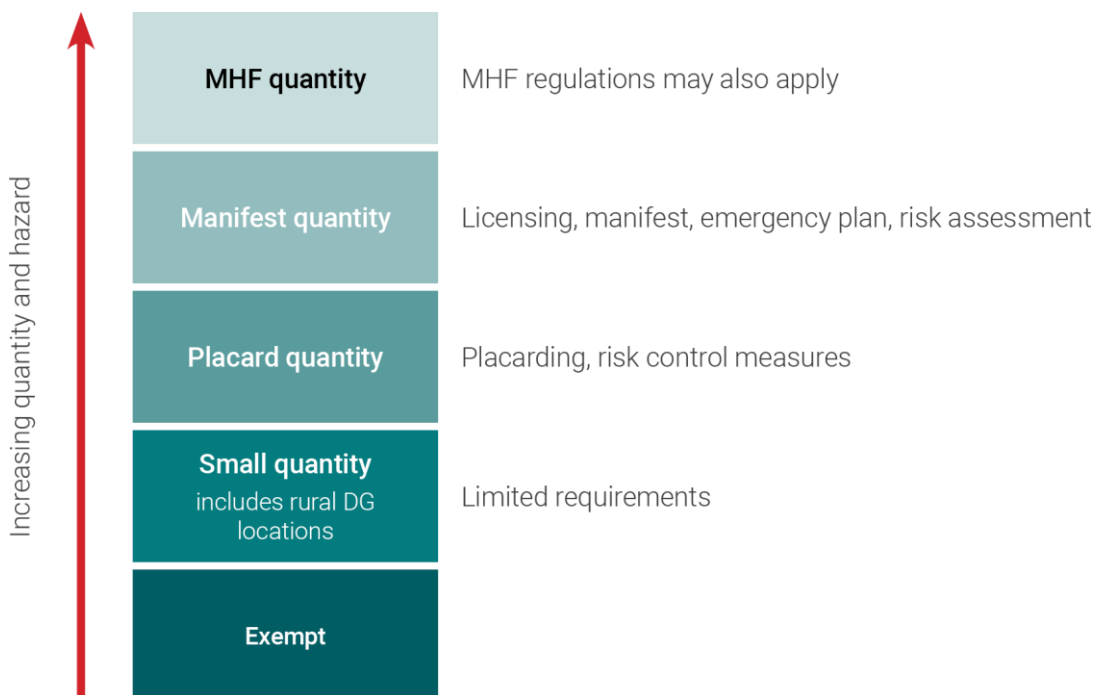 MHF quantity
MHF regulations may also apply
Manifest quantity
Licensing, manifest, emergency plan, risk assessment
Placard quantity
Placarding, risk control measures
Small quantity
includes rural DG
locations
Limited requirements
Exempt
Increasing quantity and hazard